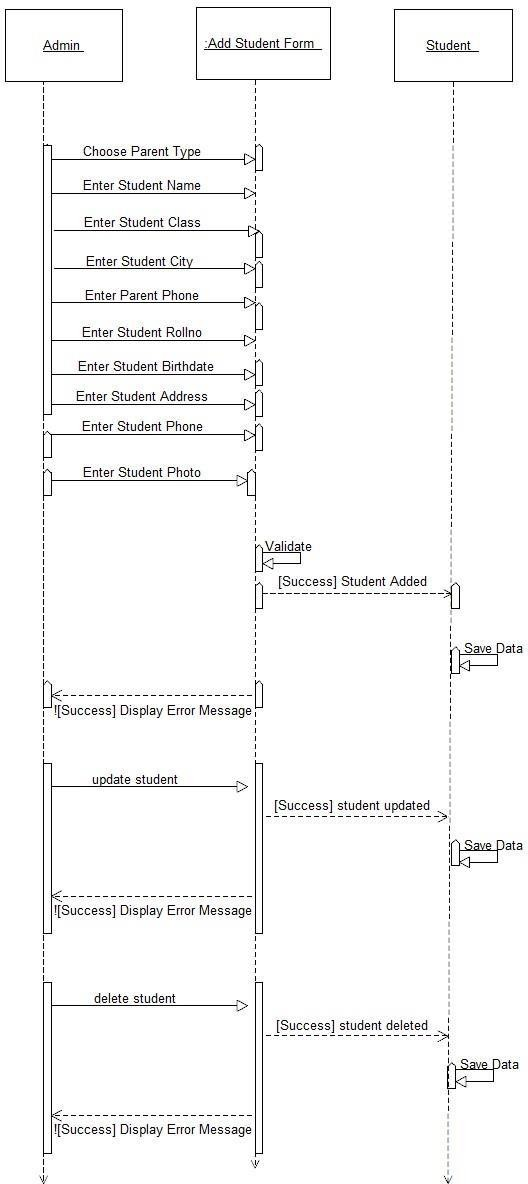 Admin
:Add Student Form
Student
Choose Parent Type
Enter Student Name
Enter Student Class
Enter Student City
Enter Parent Phone
Enter Student Rollno
Enter Student Birthdate
Enter Student Address
Enter Student Phone
Enter Student Photo
Validate
[Success] Student Added
Save Data
![Success] Display Error Message
update student
[Success] student updated
Save Data
![Success] Display Error Message
delete student
[Success] student deleted
Save Data
![Success] Display Error Message